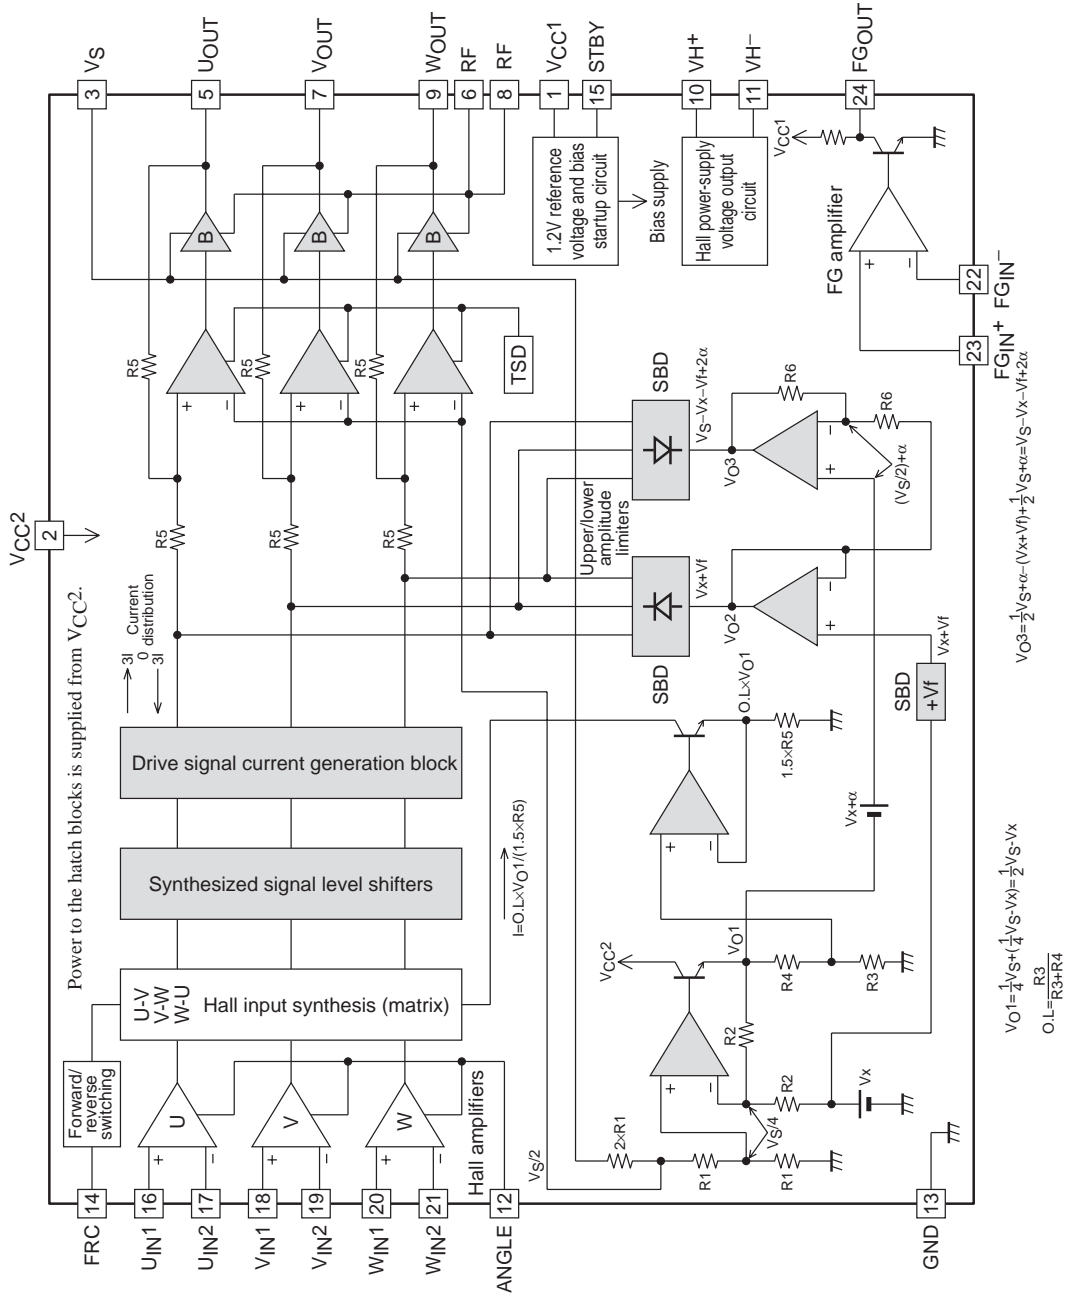 VCC2
2
Power to the hatch blocks is supplied from VCC2.
3
VS
5
UOUT
7
VOUT
9
WOUT
6
RF
8
RF
1
VCC1
15
STBY
10
VH+
11
VH−
24
FGOUT
B
B
B
R5
R5
R5
R5
R5
R5
+
−
+
−
+
−
TSD
3I
0
3I
Current
distribution
Drive signal current generation block
Synthesized signal level shifters
Hall input synthesis (matrix)
U-V
V-W
W-U
Forward/
reverse
switching
U
V
W
+
−
+
−
+
−
Hall amplifiers
FRC
14
UIN1
16
UIN2
17
VIN1
18
VIN2
19
WIN1
20
WIN2
21
ANGLE
12
GND
13
1.2V reference
voltage and bias
startup circuit
Bias supply
Hall power-supply
voltage output
circuit
VCC1
FG amplifier
+
−
22
FGIN−
23
FGIN+
SBD
VS−Vx−Vf+2α
VO3
R6
R6
+
−
(VS/2)+α
Upper/lower
amplitude
limiters
SBD
Vx+Vf
VO2
+
−
Vx+Vf
SBD
+Vf
O.L×VO1
1.5×R5
+
−
I=O.L×VO1/(1.5×R5)
Vx+α
VCC2
VO1
R4
R3
R2
R2
+
−
Vx
VS/4
VS/2
2×R1
R1
R1
VO1=1/4VS+(1/4VS-Vx)=1/2VS-Vx
O.L=R3/R3+R4
VO3=1/2VS+α−(Vx+Vf)+1/2VS+α=VS−Vx−Vf+2α